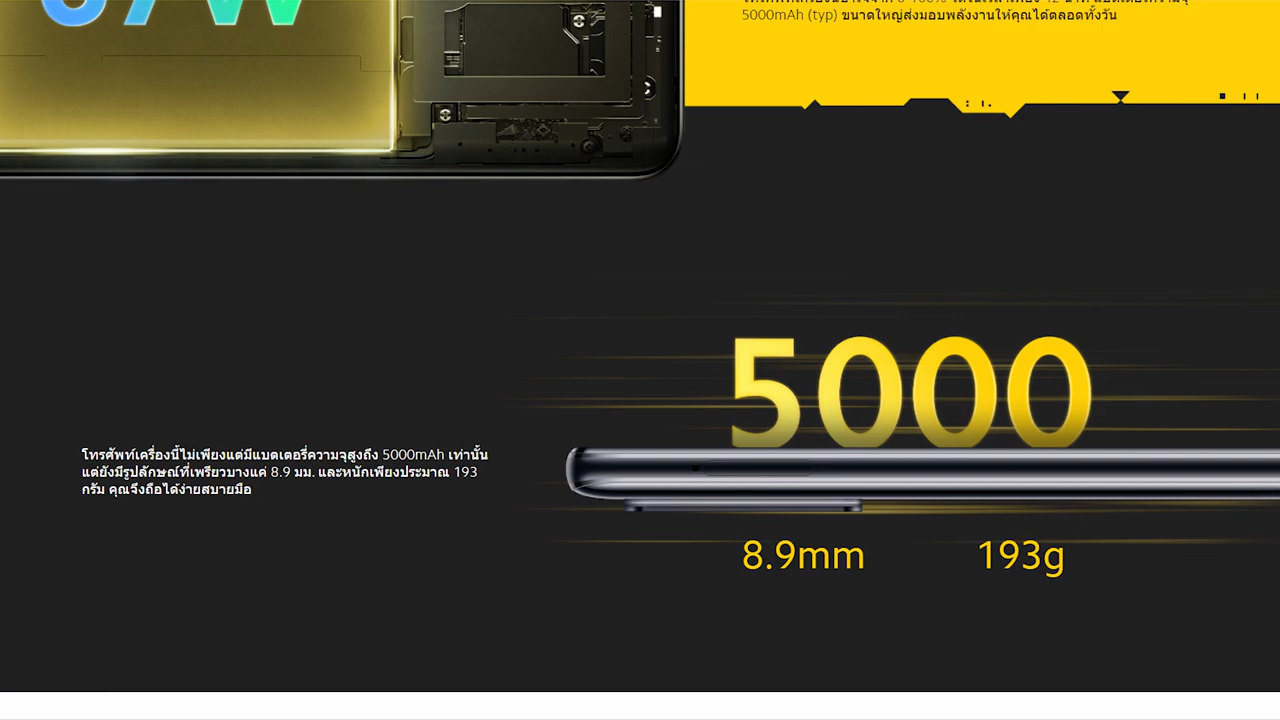 5000mAh (typ) ขนาดใหญ่ส่งมอบพลังงานให้คุณได้ตลอดทั้งวัน
5000
โทรศัพท์เครื่องนี้ไม่เพียงแต่มีแบตเตอรี่ความจุสูงถึง 5000mAh เท่านั้น
แต่ยังมีรูปลักษณ์ที่เพรียวบางแค่ 8.9 มม. และหนักเพียงประมาณ 193
กรัม คุณจึงถือได้ง่ายสบายมือ
8.9mm
193g